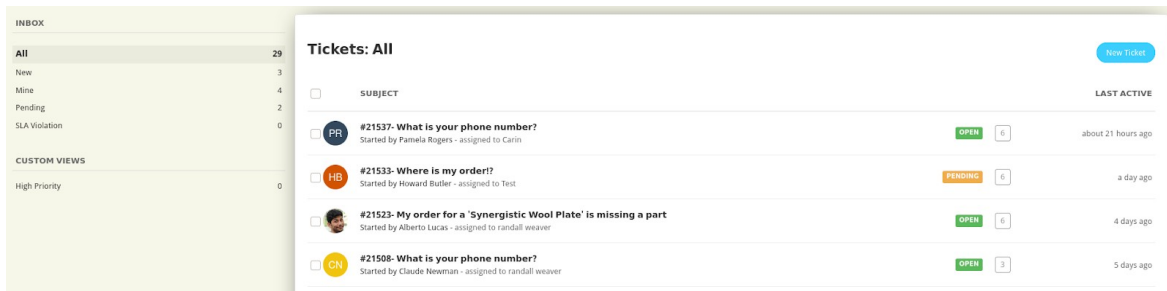 INBOX
All 29
New 3
Mine 4
Pending 2
SLA Violation 0
CUSTOM VIEWS
High Priority 0
Tickets: All
New Ticket
SUBJECT LAST ACTIVE
PR #21537- What is your phone number? OPEN 6 about 21 hours ago
Started by Pamela Rogers - assigned to Carin
HB #21533- Where is my order!? PENDING 6 a day ago
Started by Howard Butler - assigned to Test
#21523- My order for a 'Synergistic Wool Plate' is missing a part OPEN 6 4 days ago
Started by Alberto Lucas - assigned to randall weaver
CN #21508- What is your phone number? OPEN 3 5 days ago
Started by Claude Newman - assigned to randall weaver